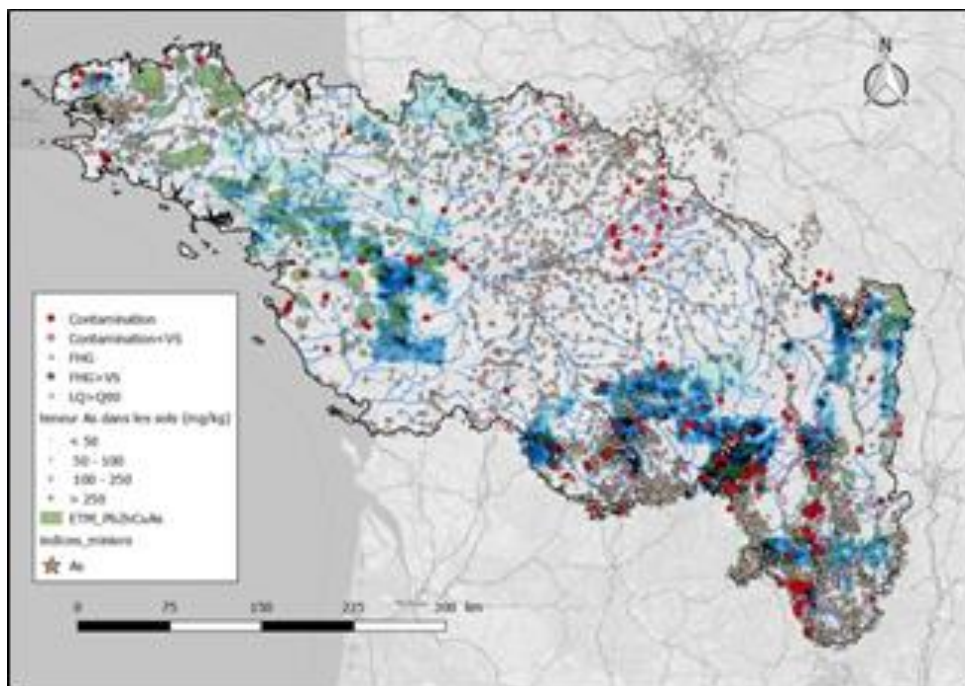 N
Contamination
Contamination<VS
FHG
FHG>VS
LQ>Q90
teneur As dans les sols (mg/kg)
< 50
50 - 100
100 - 250
> 250
ETM_PbZnCuAs
indices_miniers
As
0 75 150 225 200 km